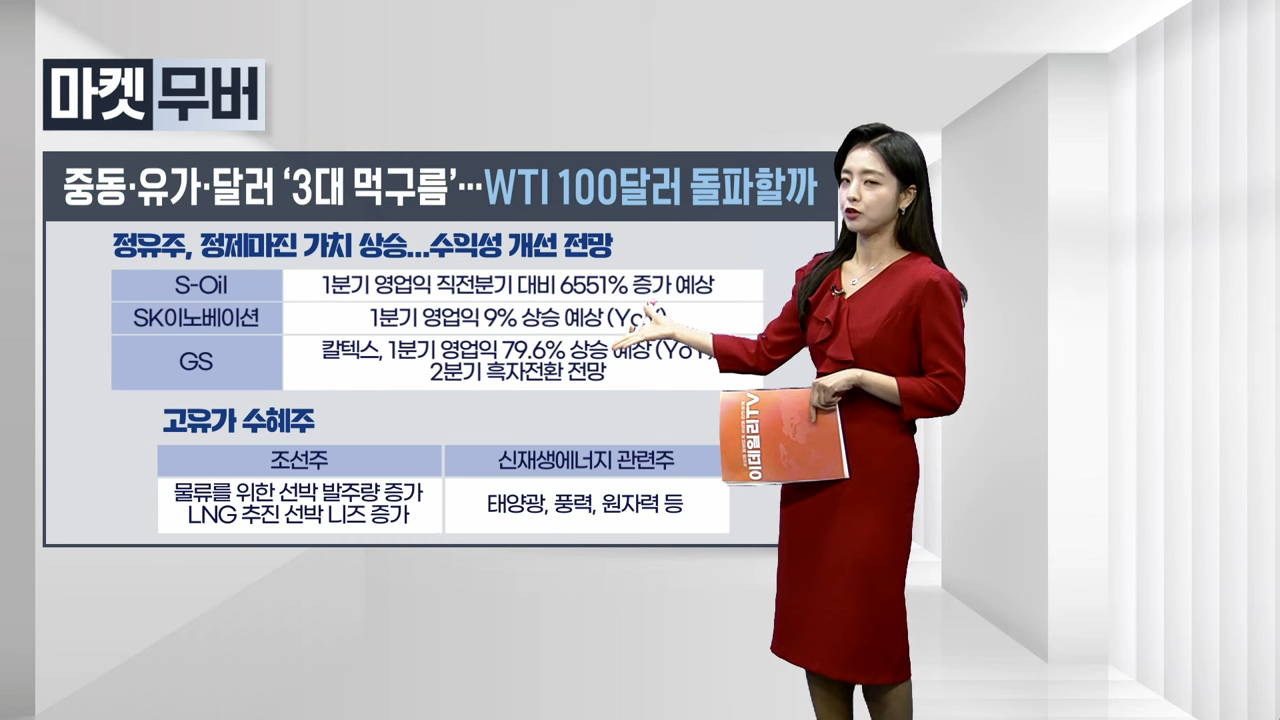 마켓무버
중동·유가·달러 ‘3대 먹구름’…WTI 100달러 돌파할까
정유주, 정제마진 가치 상승...수익성 개선 전망
S-Oil
1분기 영업익 직전분기 대비 6551% 증가 예상
SK이노베이션
1분기 영업익 9% 상승 예상
GS
칼텍스, 1분기 영업익 79.6% 상승 예상 (YoY)
2분기 흑자전환 전망
고유가 수혜주
조선주
신재생에너지 관련주
물류를 위한 선박 발주량 증가
LNG 추진 선박 니즈 증가
태양광, 풍력, 원자력 등
이데일리TV